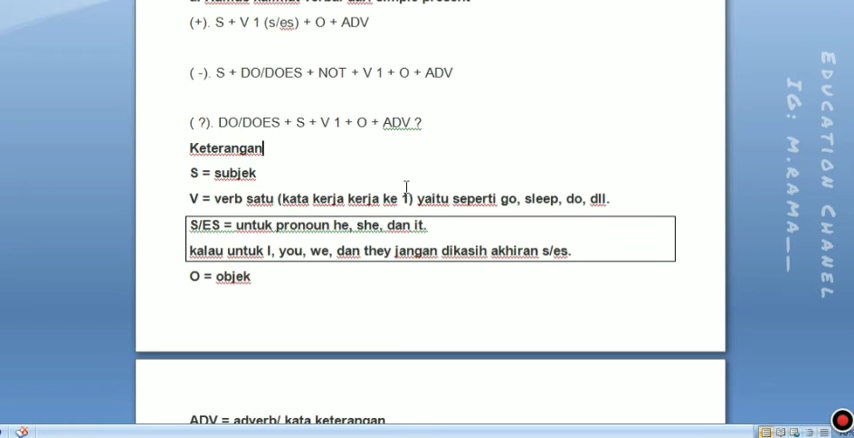 (+). S + V 1 (s/es) + O + ADV
( -). S + DO/DOES + NOT + V 1 + O + ADV
( ?). DO/DOES + S + V 1 + O + ADV ?
Keterangan
S = subjek
V = verb satu (kata kerja kerja ke 1) yaitu seperti go, sleep, do, dll.
S/ES = untuk pronoun he, she, dan it.
kalau untuk I, you, we, dan they jangan dikasih akhiran s/es.
O = objek
ADV = adverb/ kata keterangan
EDUCATION CHANEL
IG: M.RAMA__